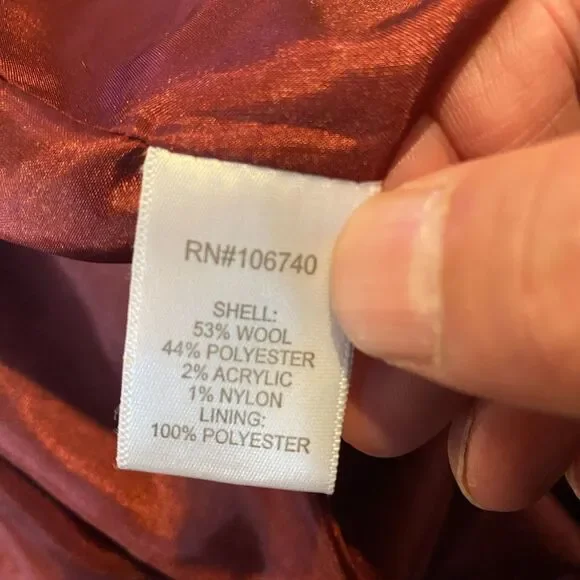 RN#106740
SHELL:
53% WOOL
44% POLYESTER
2% ACRYLIC
1% NYLON
LINING:
100% POLYESTER